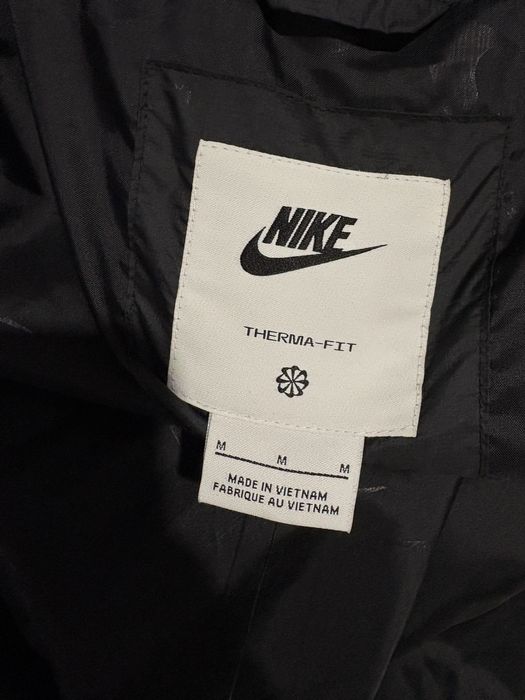 NIKE
THERMA-FIT
M M M
MADE IN VIETNAM
FABRIQUE AU VIETNAM